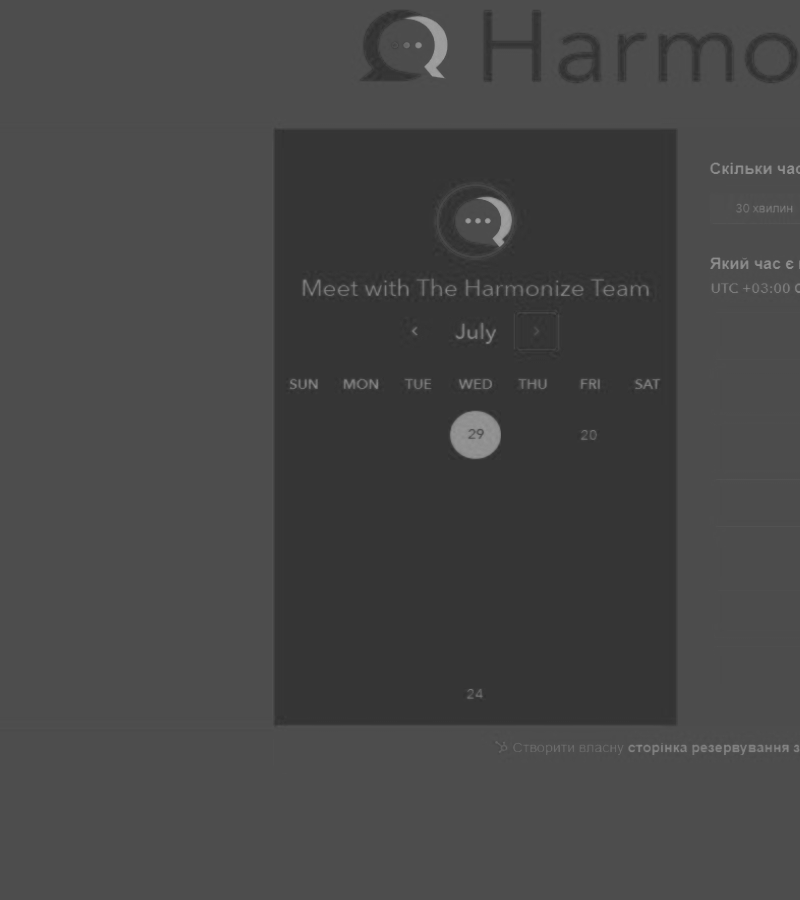 Harmo
Meet with The Harmonize Team
‹ July ›
SUN MON TUE WED THU FRI SAT
29 20
24
Скільки час
30 хвилин
Який час є
UTC +03:00
Створити власну сторінка резервування з